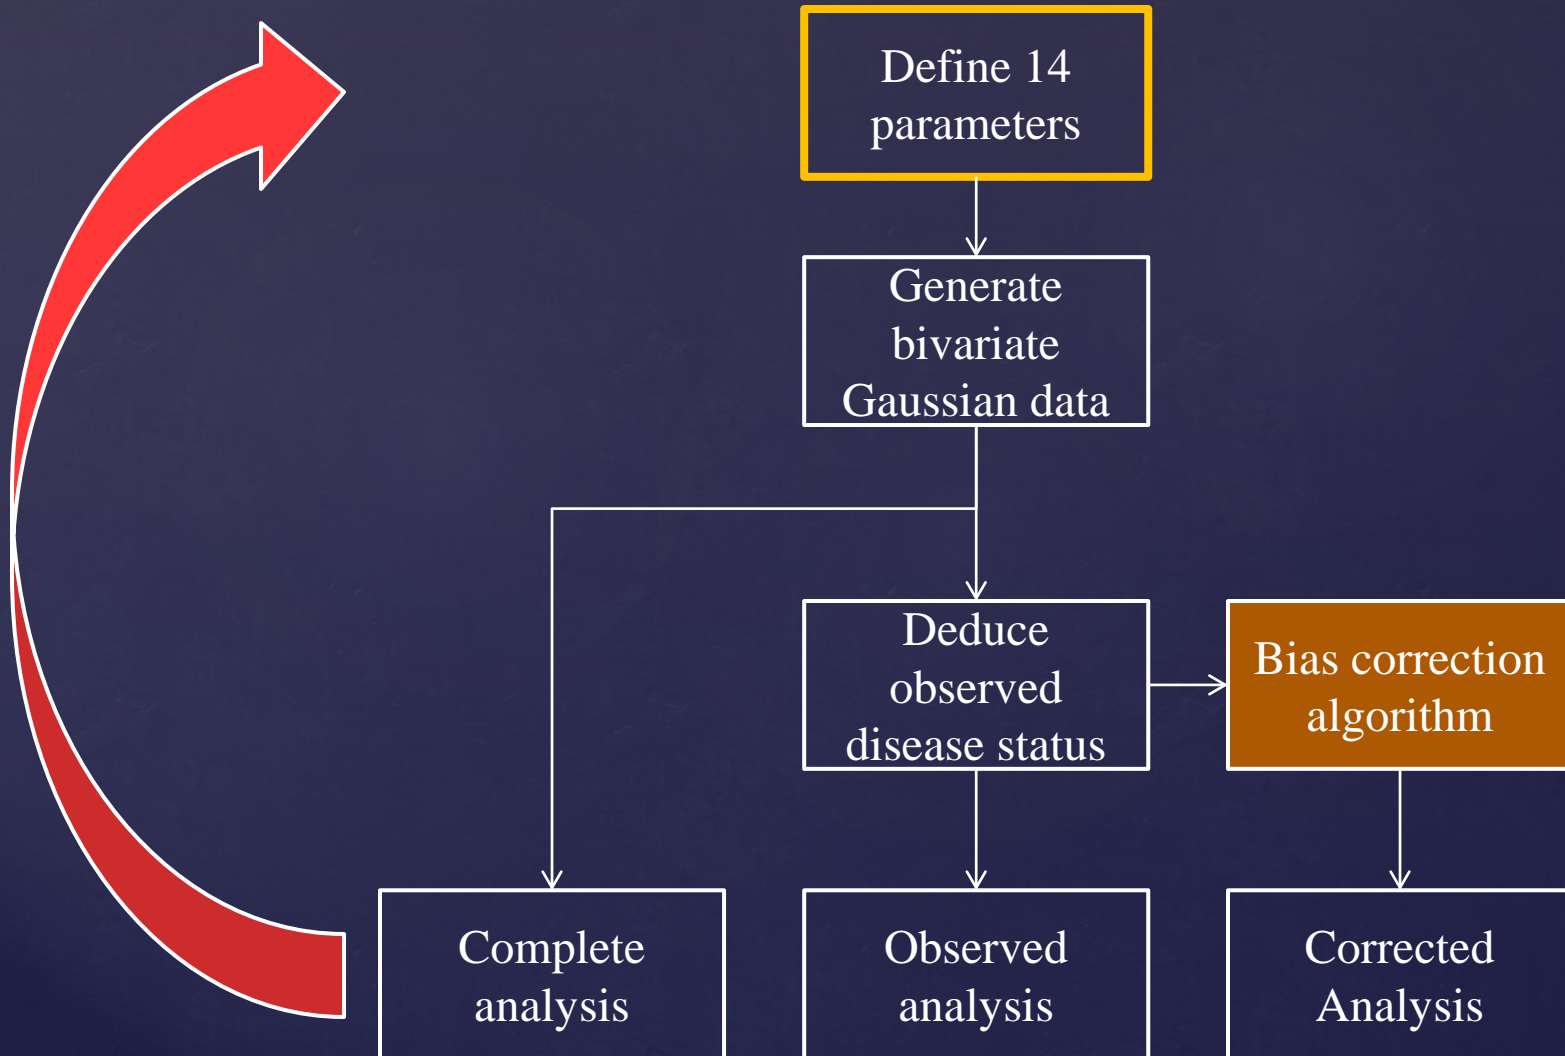 Define 14
parameters
Generate
bivariate
Gaussian data
Deduce
observed
disease status
Bias correction
algorithm
Complete
analysis
Observed
analysis
Corrected
Analysis